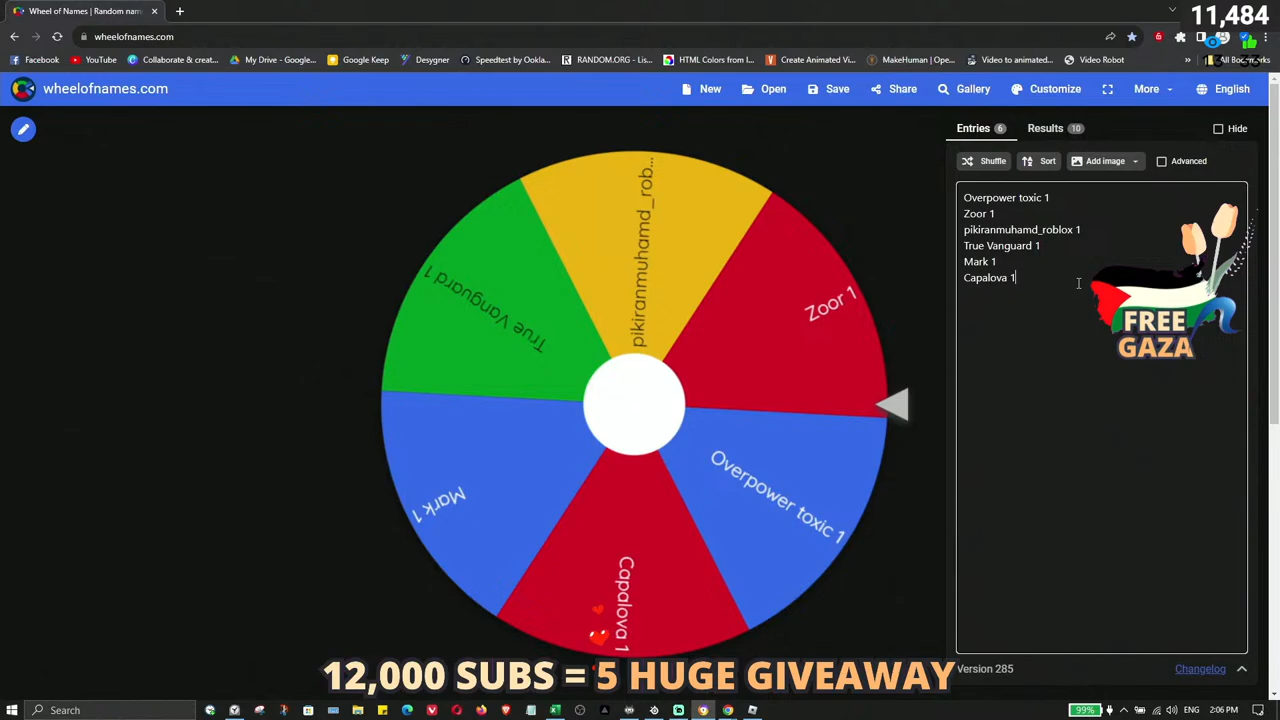 Wheel of Names | Random nam
11,484
wheelofnames.com
Facebook
YouTube
Collaborate & creat...
My Drive - Google...
Google Keep
Desygner
Speedtest by Ookla...
RANDOM.ORG - Lis...
HTML Colors from I...
Create Animated Vi...
MakeHuman | Ope...
Video to animated...
Video Robot
All Bookmarks
wheelofnames.com
New
Open
Save
Share
Gallery
Customize
More
English
Entries 6
Results 10
Hide
Shuffle
Sort
Add image
Advanced
Overpower toxic 1
Zoor 1
pikiranmuhamd_roblox 1
True Vanguard 1
Mark 1
Capalova 1
FREE
GAZA
pikiranmuhamd_rob...
Zoor 1
True Vanguard 1
Overpower toxic 1
Mark 1
Capalova 1
12,000 SUBS = 5 HUGE GIVEAWAY
Version 285
Changelog
Search
99%
ENG
2:06 PM